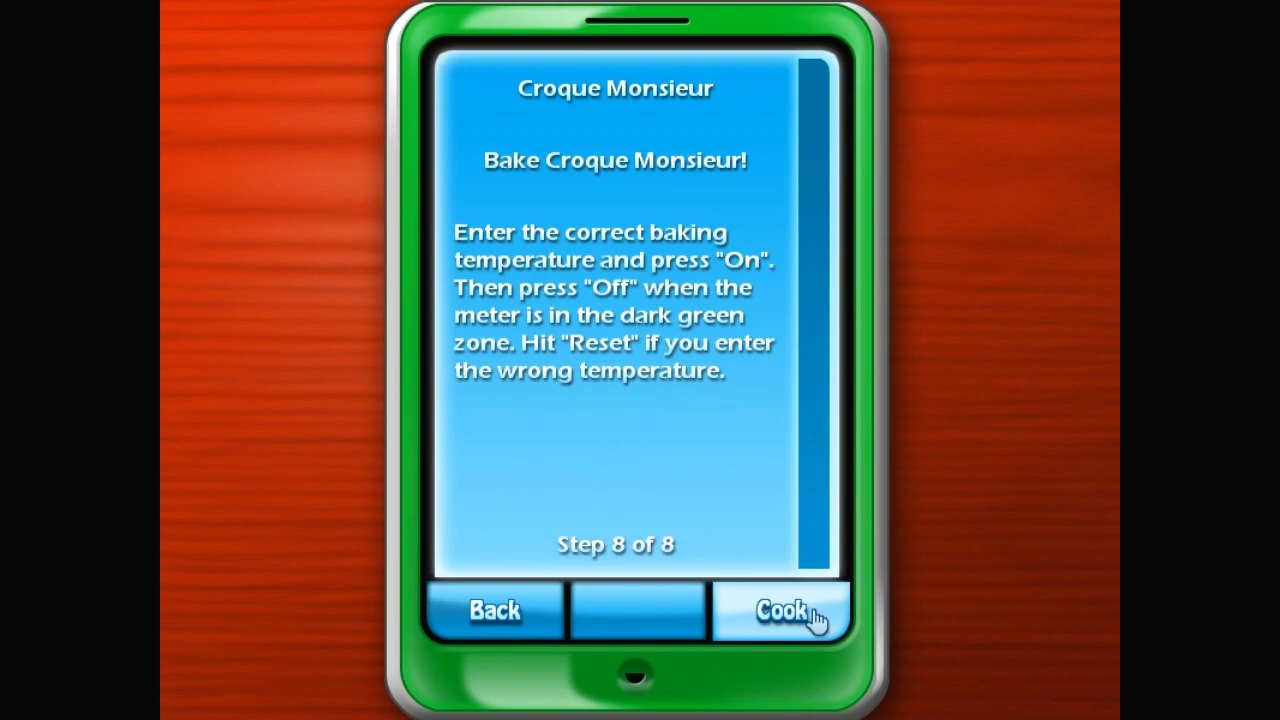 Croque Monsieur
Bake Croque Monsieur!
Enter the correct baking
temperature and press "On".
Then press "Off" when the
meter is in the dark green
zone. Hit "Reset" if you enter
the wrong temperature.
Step 8 of 8
Back
Cook